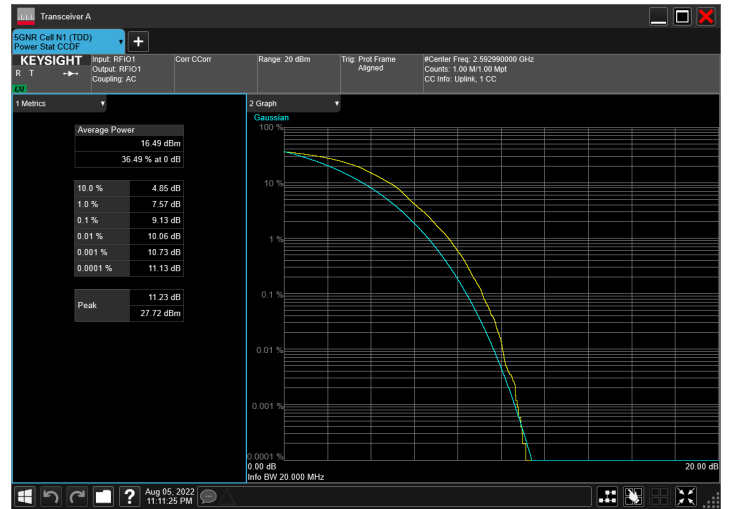 Transceiver A
5GNR Cell N1 (TDD)
Power Stat CCDF
KEYSIGHT
R T
LXI
Input: RFIO1
Output: RFIO1
Coupling: AC
Corr CCorr
Range: 20 dBm
Trig: Prot Frame
Aligned
#Center Freq: 2.592990000 GHz
Counts: 1.00 M/1.00 Mpt
CC Info: Uplink, 1 CC
1 Metrics
Average Power
16.49 dBm
36.49 % at 0 dB
10.0 % 4.85 dB
1.0 % 7.57 dB
0.1 % 9.13 dB
0.01 % 10.06 dB
0.001 % 10.73 dB
0.0001 % 11.13 dB
Peak
11.23 dB
27.72 dBm
2 Graph
Gaussian
100 %
10 %
1 %
0.1 %
0.01 %
0.001 %
0.0001 %
0.00 dB
20.00 dB
Info BW 20.000 MHz
?
Aug 05, 2022
11:11:25 PM